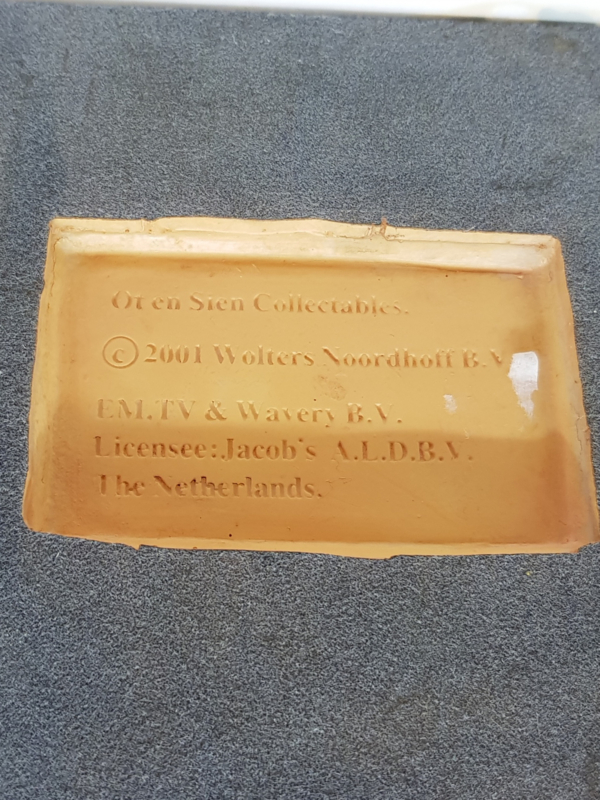 Ot en Sien Collectables.
© 2001 Wolters Noordhoff B.V
EM.TV & Wavery B.V.
Licensee: Jacob's A.L.D.B.V.
The Netherlands.